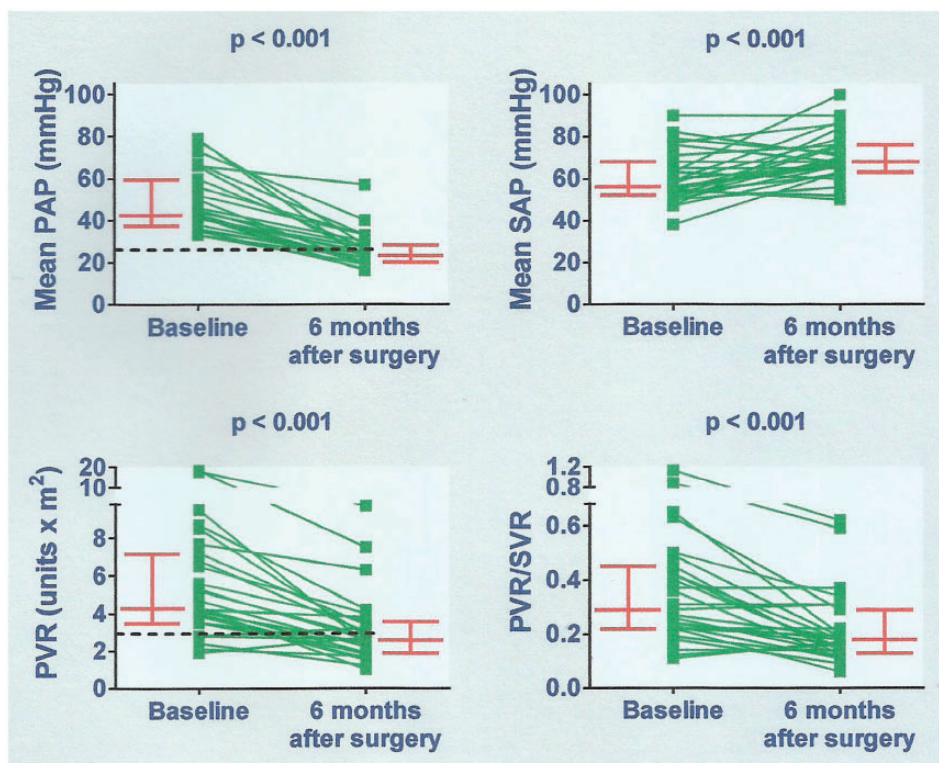 p < 0.001
Mean PAP (mmHg)
100
80
60
40
20
0
Baseline
6 months
after surgery
p < 0.001
Mean SAP (mmHg)
100
80
60
40
20
0
Baseline
6 months
after surgery
p < 0.001
PVR (units x m²)
20
10
8
6
4
2
0
Baseline
6 months
after surgery
p < 0.001
PVR/SVR
1.2
0.8
0.6
0.4
0.2
0.0
Baseline
6 months
after surgery